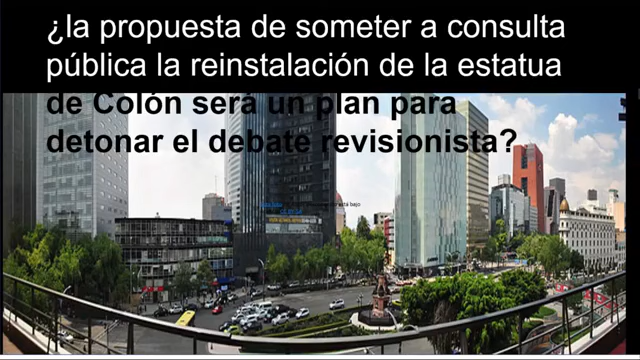 ¿la propuesta de someter a consulta
pública la reinstalación de la estatua
de Colón será un plan para
detonar el debate revisionista?